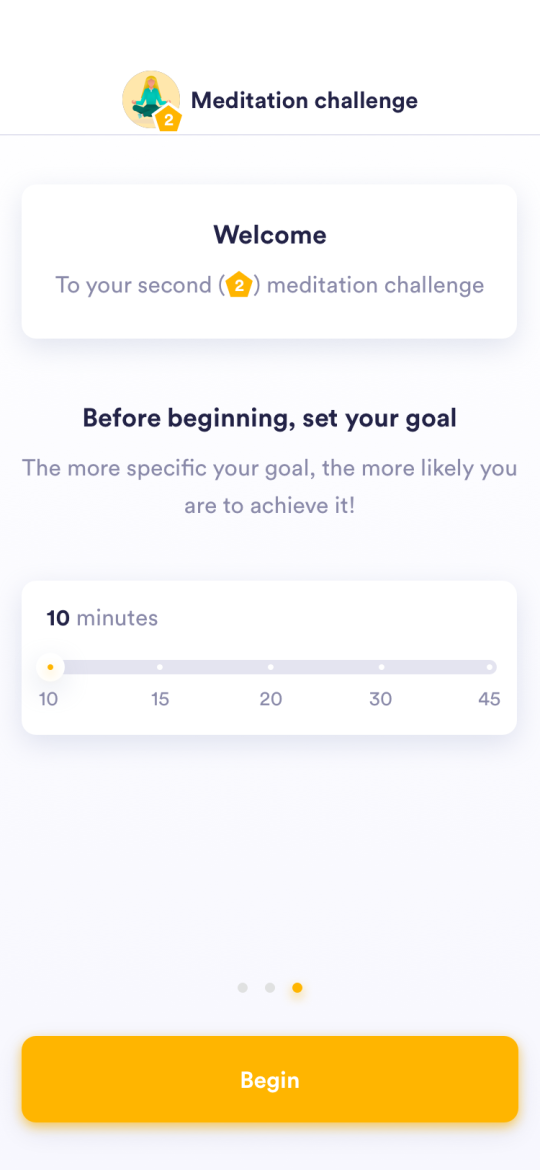 2 Meditation challenge
Welcome
To your second (2) meditation challenge
Before beginning, set your goal
The more specific your goal, the more likely you
are to achieve it!
10 minutes
10 15 20 30 45
Begin